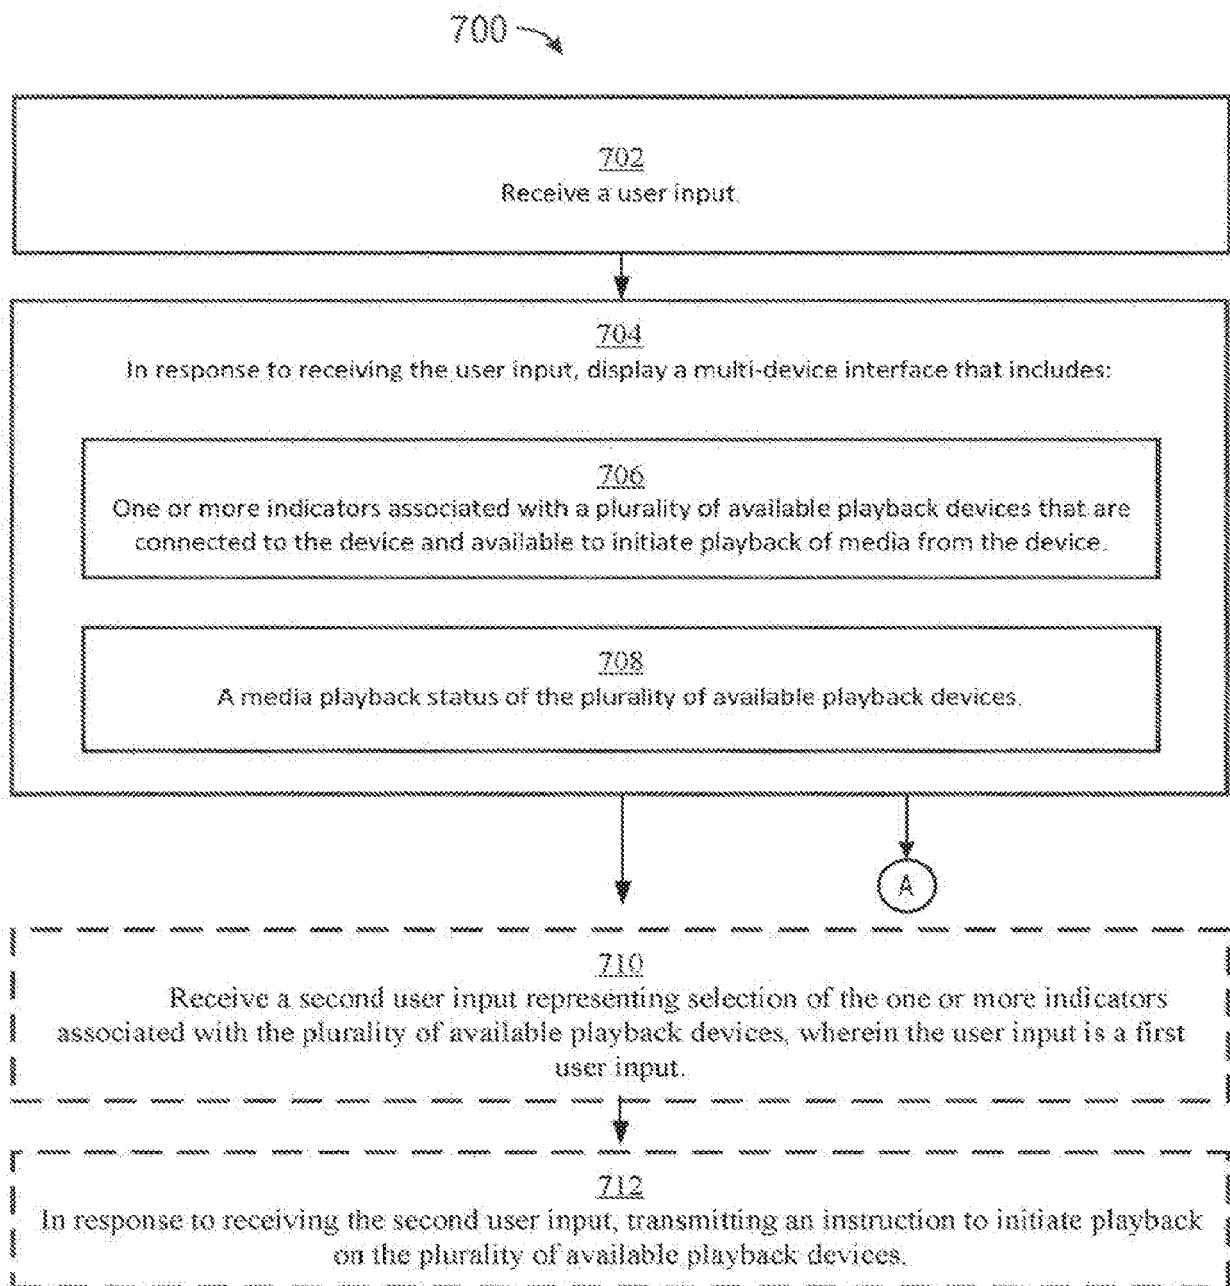 700
702
Receive a user input.
704
In response to receiving the user input, display a multi-device interface that includes:
706
One or more indicators associated with a plurality of available playback devices that are
connected to the device and available to initiate playback of media from the device.
708
A media playback status of the plurality of available playback devices.
A
710
Receive a second user input representing selection of the one or more indicators
associated with the plurality of available playback devices, wherein the user input is a first
user input.
712
In response to receiving the second user input, transmitting an instruction to initiate playback
on the plurality of available playback devices.